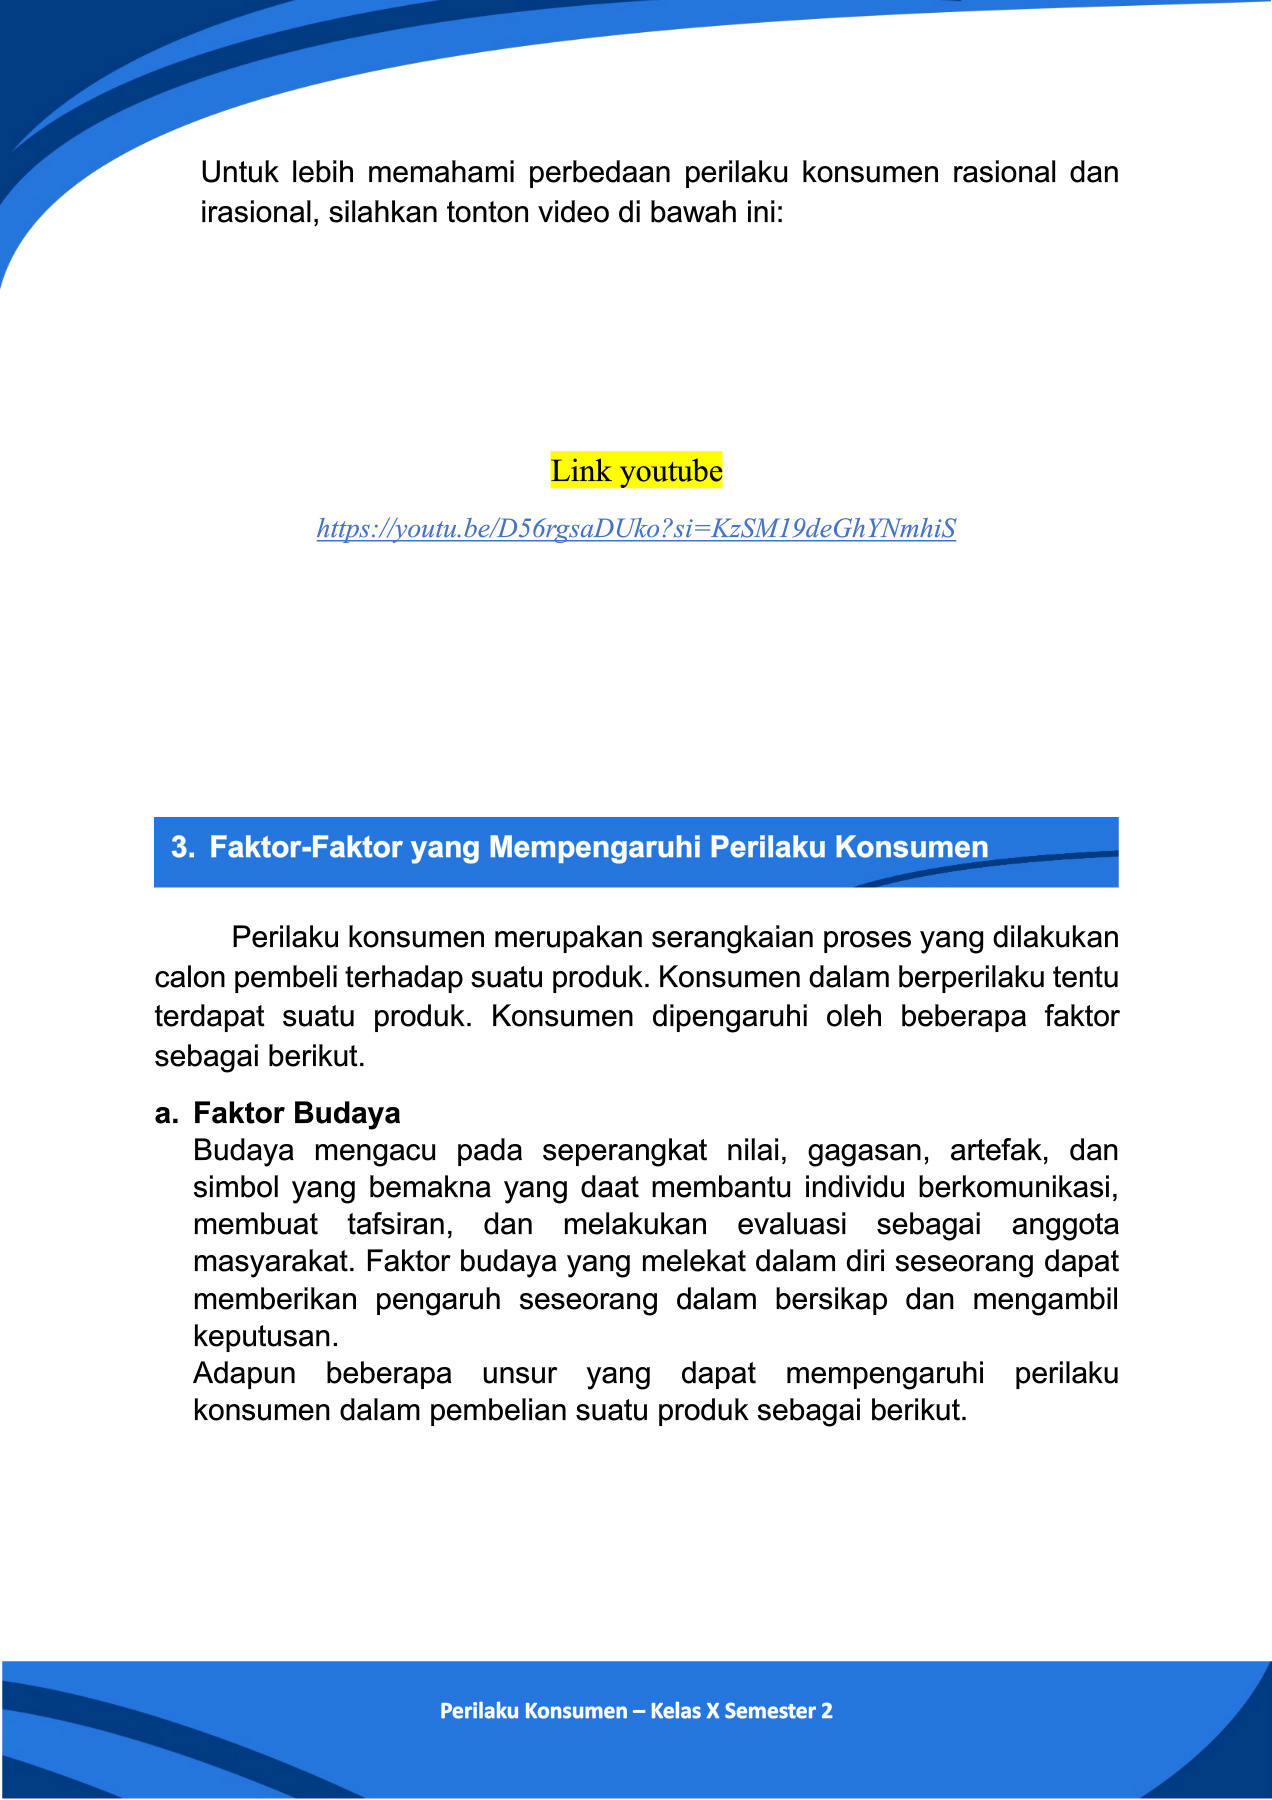 Untuk lebih memahami perbedaan perilaku konsumen rasional dan
irasional, silahkan tonton video di bawah ini:
Link youtube
https://youtu.be/D56rgsaDUko?si=KzSM19deGhYNmhiS
3. Faktor-Faktor yang Mempengaruhi Perilaku Konsumen
Perilaku konsumen merupakan serangkaian proses yang dilakukan
calon pembeli terhadap suatu produk. Konsumen dalam berperilaku tentu
terdapat suatu produk. Konsumen dipengaruhi oleh beberapa faktor
sebagai berikut.
a. Faktor Budaya
Budaya mengacu pada seperangkat nilai, gagasan, artefak, dan
simbol yang bemakna yang daat membantu individu berkomunikasi,
membuat tafsiran, dan melakukan evaluasi sebagai anggota
masyarakat. Faktor budaya yang melekat dalam diri seseorang dapat
memberikan pengaruh seseorang dalam bersikap dan mengambil
keputusan.
Adapun beberapa unsur yang dapat mempengaruhi perilaku
konsumen dalam pembelian suatu produk sebagai berikut.
Perilaku Konsumen – Kelas X Semester 2